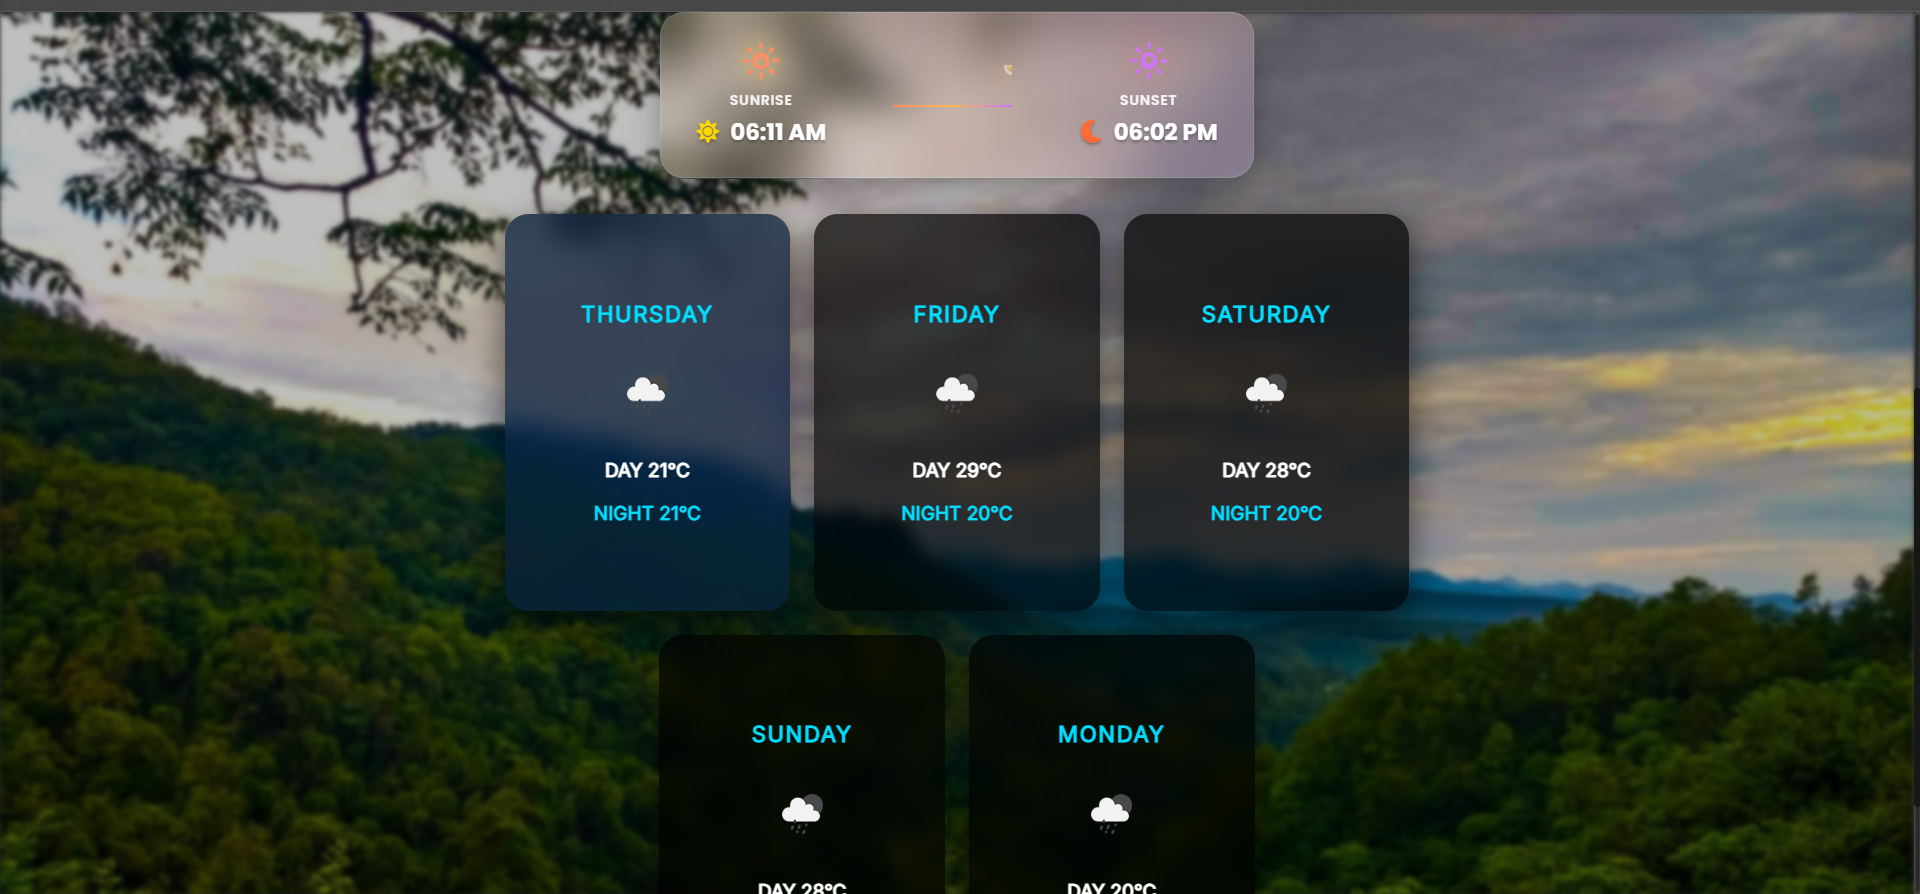 SUNRISE
06:11 AM
SUNSET
06:02 PM
THURSDAY
DAY 21°C
NIGHT 21°C
FRIDAY
DAY 29°C
NIGHT 20°C
SATURDAY
DAY 28°C
NIGHT 20°C
SUNDAY
DAY 28°C
MONDAY
DAY 20°C